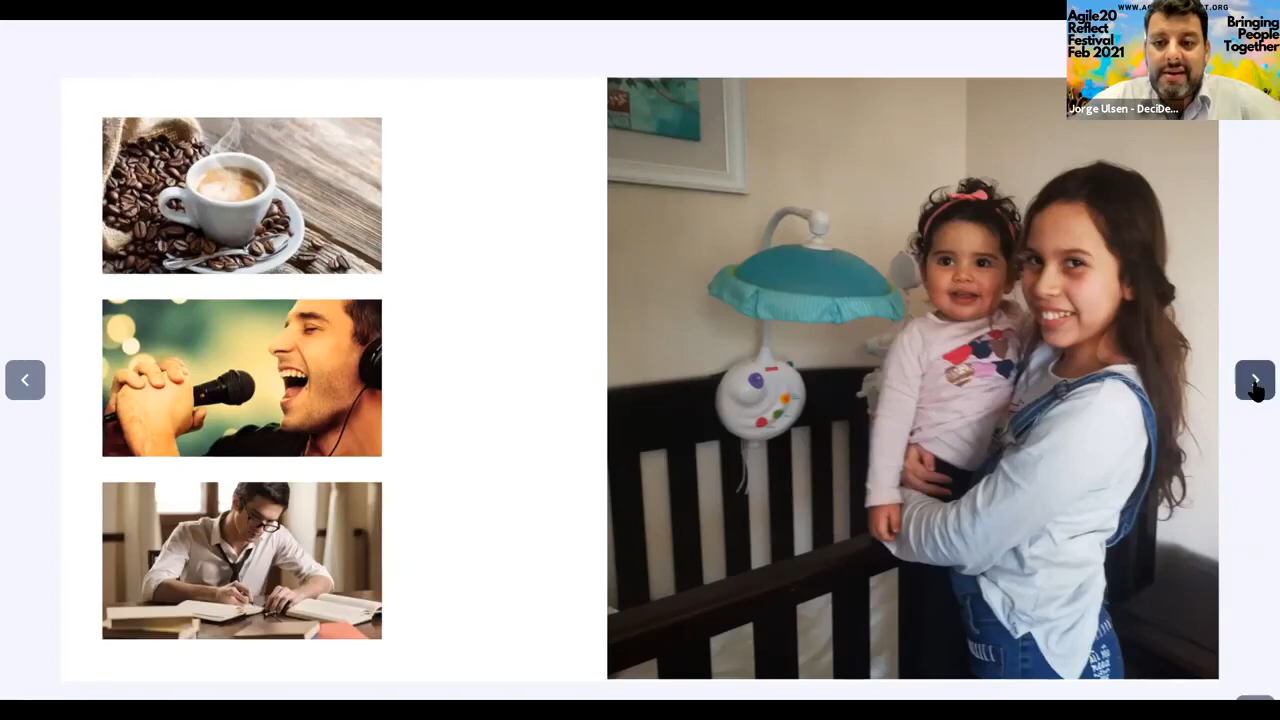 Agile20
Reflect
Festival
Feb 2021
Bringing
People
Together
Jorge Ulsen - DeciDe...